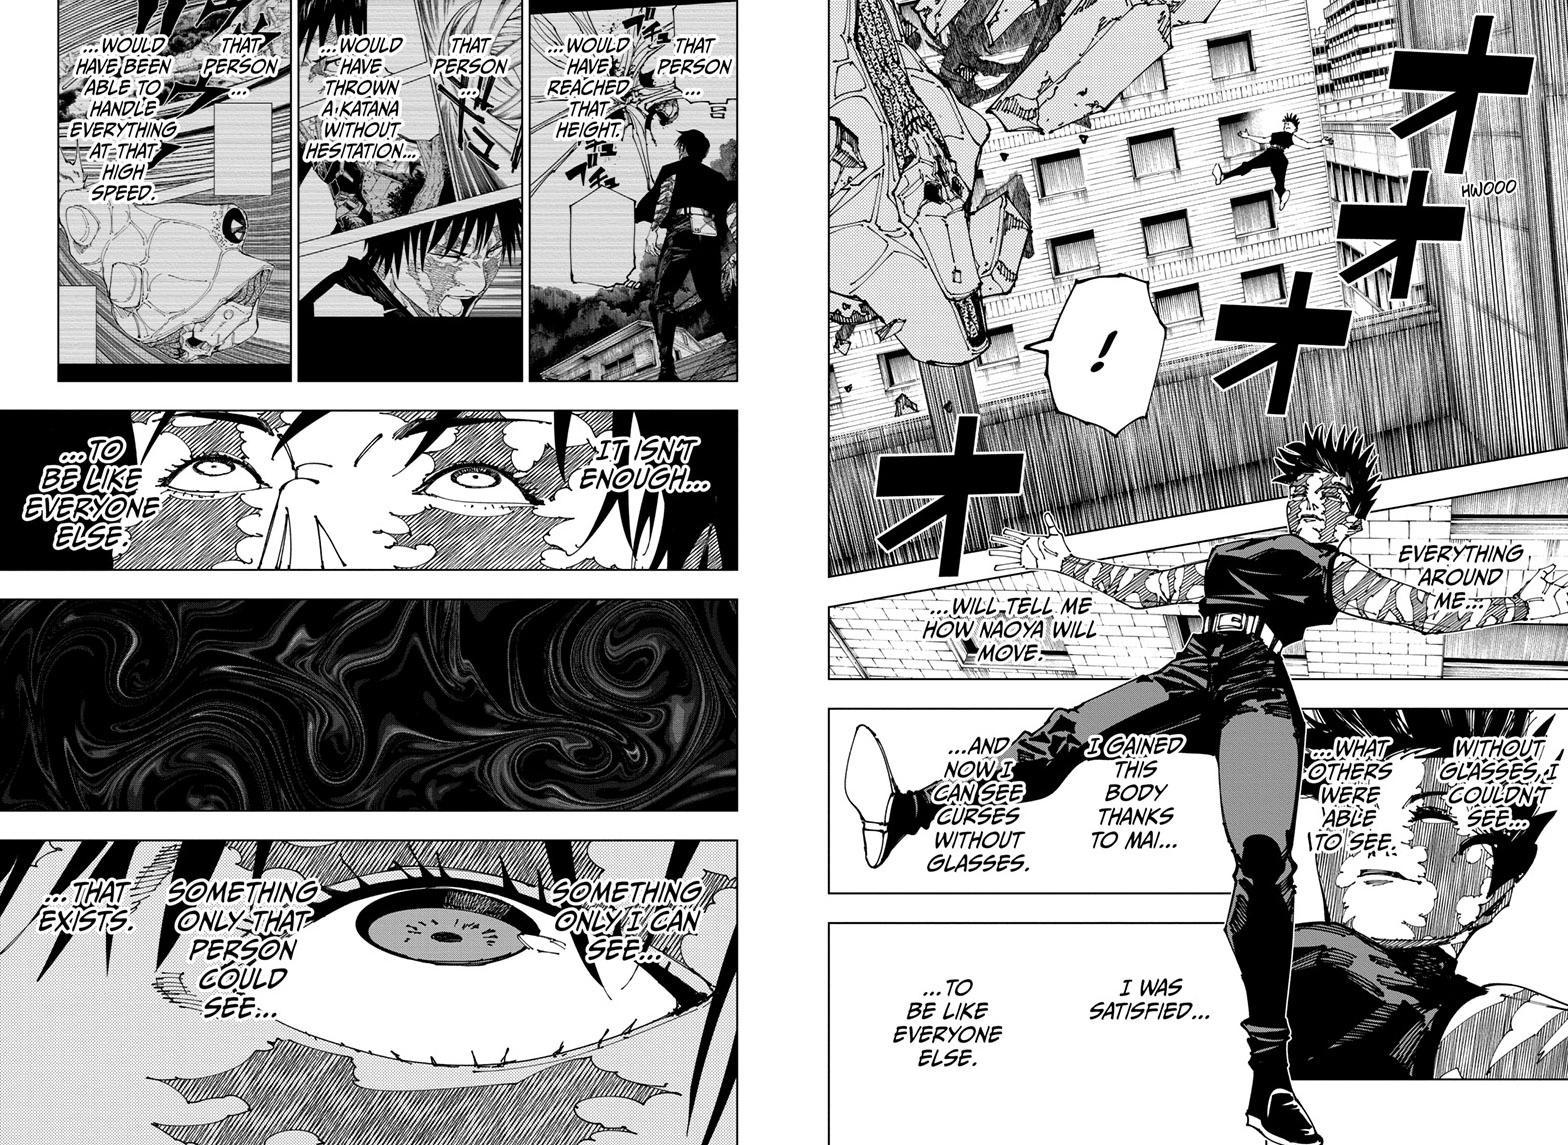 オ
オ
オ
オ
HWOOO
!
EVERYTHING
AROUND
ME...
...WILL TELL ME
HOW NAOYA WILL
MOVE.
WITHOUT
GLASSES, I
COULDN'T
SEE...
...WHAT
OTHERS
WERE
ABLE
TO SEE.
I GAINED
THIS
BODY
THANKS
TO MAI...
...AND
NOW I
CAN SEE
CURSES
WITHOUT
GLASSES.
I WAS
SATISFIED...
...TO
BE LIKE
EVERYONE
ELSE.
THAT
PERSON
...
...WOULD
HAVE
REACHED
THAT
HEIGHT.
THAT
PERSON
...
...WOULD
HAVE
THROWN
A KATANA
WITHOUT
HESITATION...
THAT
PERSON
...
...WOULD
HAVE BEEN
ABLE TO
HANDLE
EVERYTHING
AT THAT
HIGH
SPEED.
IT ISN'T
ENOUGH...
...TO
BE LIKE
EVERYONE
ELSE.
SOMETHING
ONLY I CAN
SEE...
SOMETHING
ONLY THAT
PERSON
COULD
SEE...
...THAT
EXISTS.